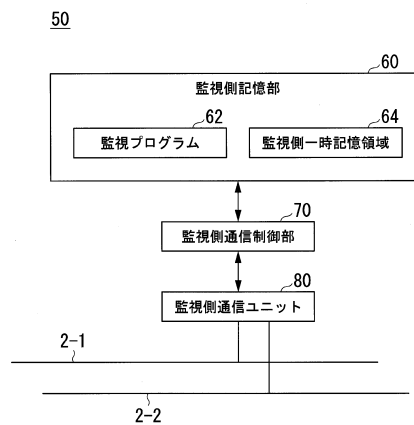 50
60
監視側記憶部
62
64
監視プログラム
監視側一時記憶領域
70
監視側通信制御部
80
監視側通信ユニット
2-1
2-2